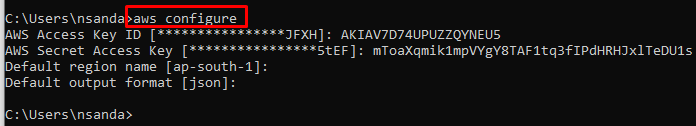 C:\Users\nsanda>aws configure
AWS Access Key ID [****************JFXH]: AKIAV7D74UPUZZQYNEU5
AWS Secret Access Key [****************5tEF]: 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
Default region name [ap-south-1]:
Default output format [json]:
C:\Users\nsanda>